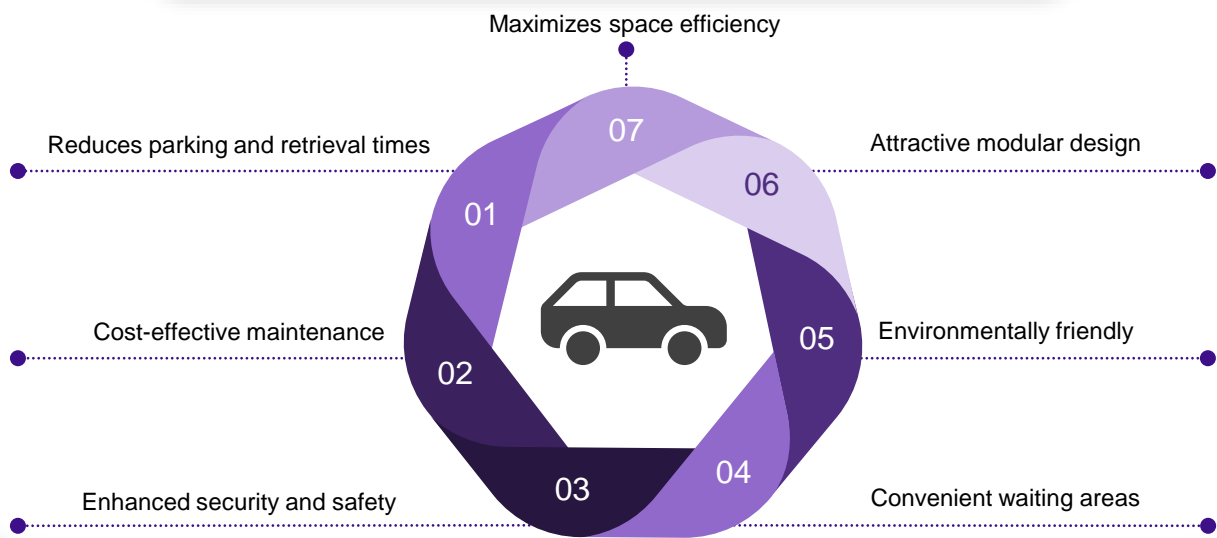 Maximizes space efficiency
Reduces parking and retrieval times
07
Attractive modular design
06
01
Cost-effective maintenance
05
Environmentally friendly
02
Enhanced security and safety
03
04
Convenient waiting areas